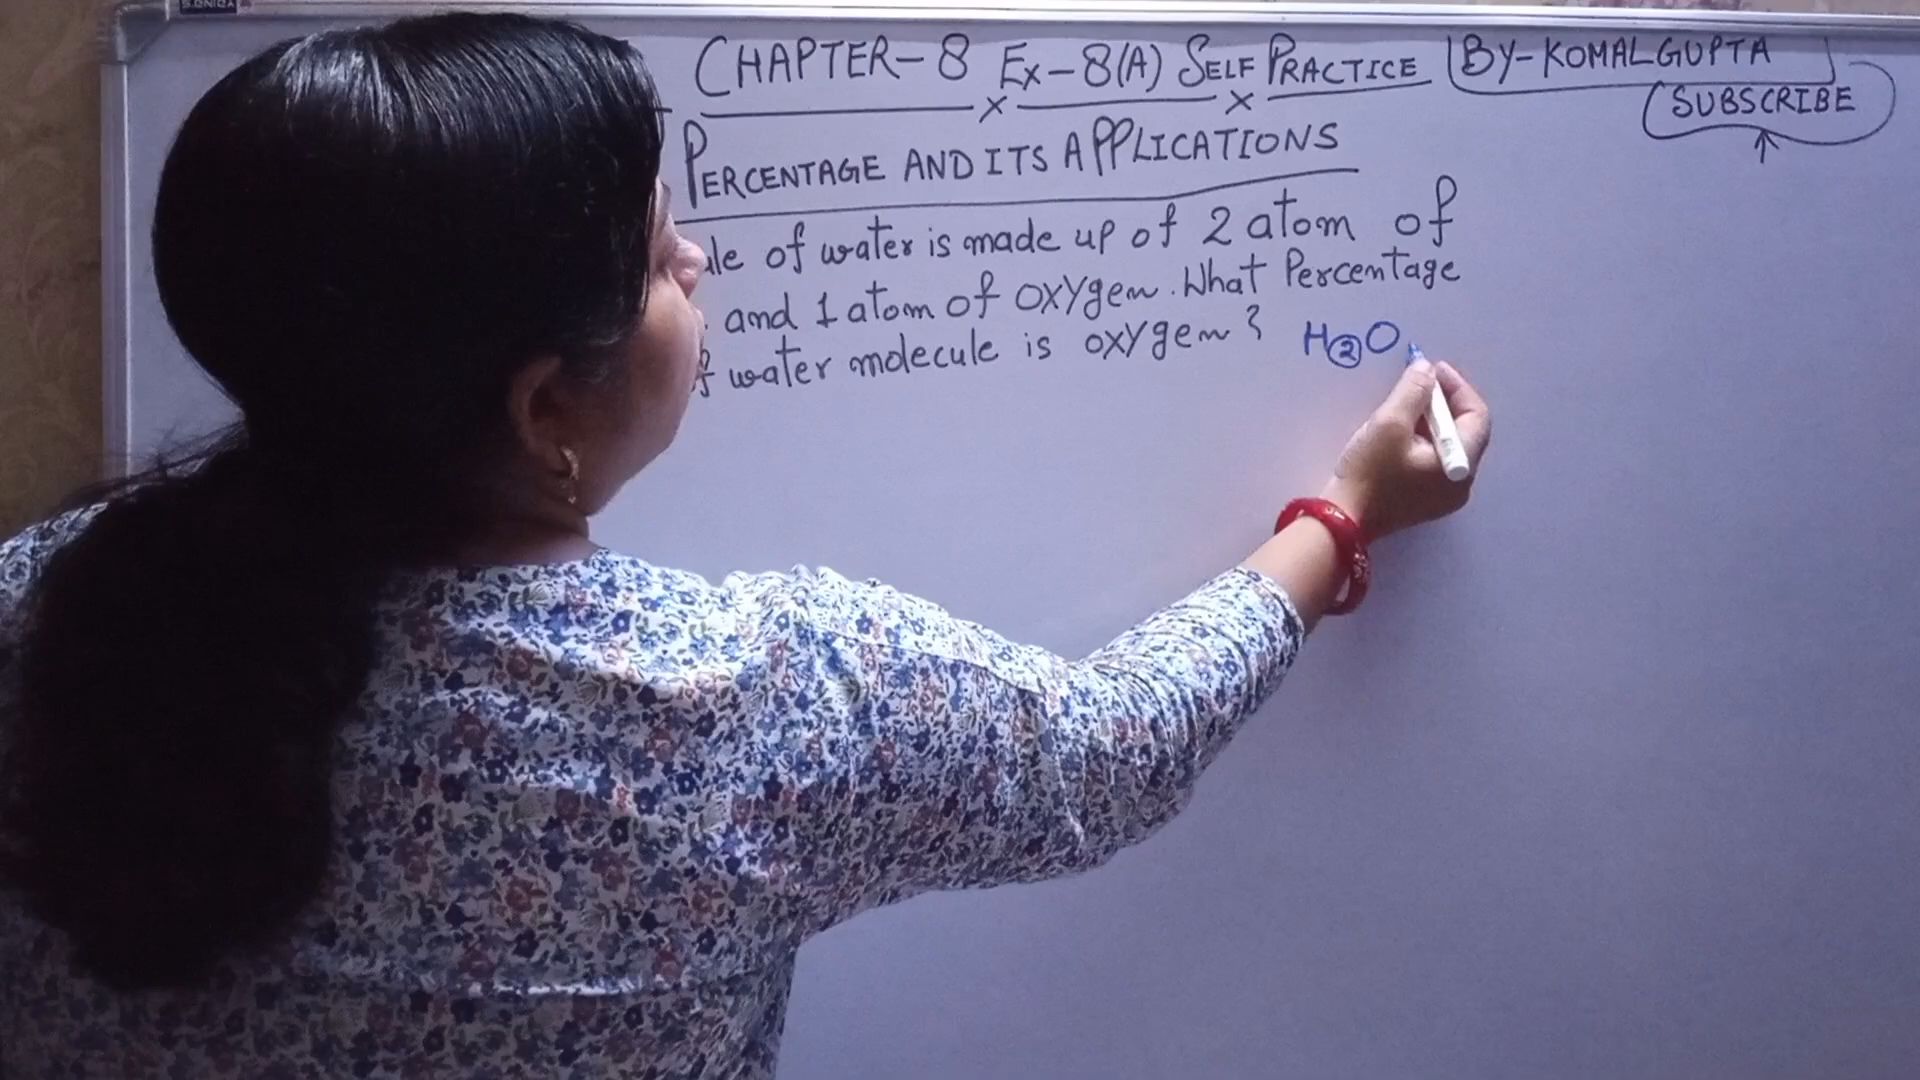 CHAPTER-8 Ex-8(A) SELF PRACTICE BY-KOMAL GUPTA
SUBSCRIBE
PERCENTAGE AND ITS APPLICATIONS
of water is made up of 2 atom of
and 1 atom of oxygen. What Percentage
water molecule is oxygen? H2O